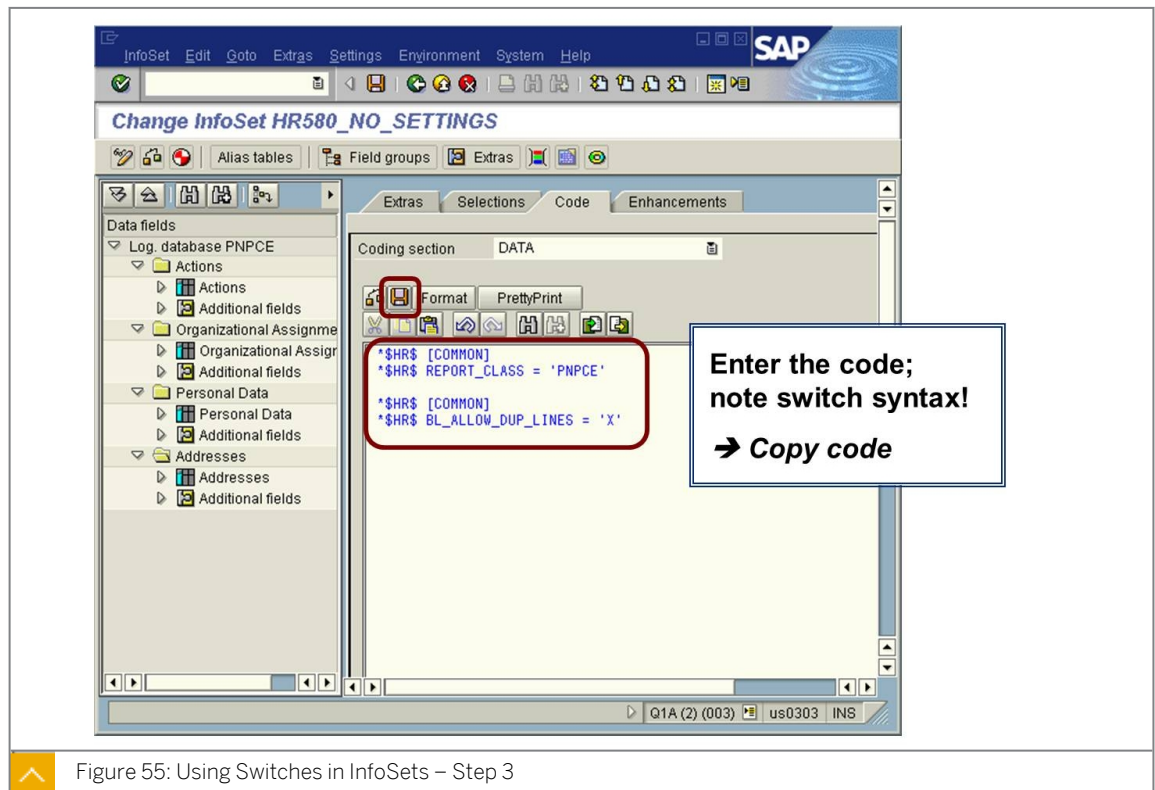 InfoSet Edit Goto Extras Settings Environment System Help
SAP
Change InfoSet HR580_NO_SETTINGS
Alias tables Field groups Extras
Extras Selections Code Enhancements
Data fields
Log. database PNPCE
Actions
Actions
Additional fields
Organizational Assignme
Organizational Assigr
Additional fields
Personal Data
Personal Data
Additional fields
Addresses
Addresses
Additional fields
Coding section DATA
Format PrettyPrint
*$HR$ [COMMON]
*$HR$ REPORT_CLASS = 'PNPCE'
*$HR$ [COMMON]
*$HR$ BL_ALLOW_DUP_LINES = 'X'
Enter the code;
note switch syntax!
➔ Copy code
Q1A (2) (003) us0303 INS
Figure 55: Using Switches in InfoSets – Step 3